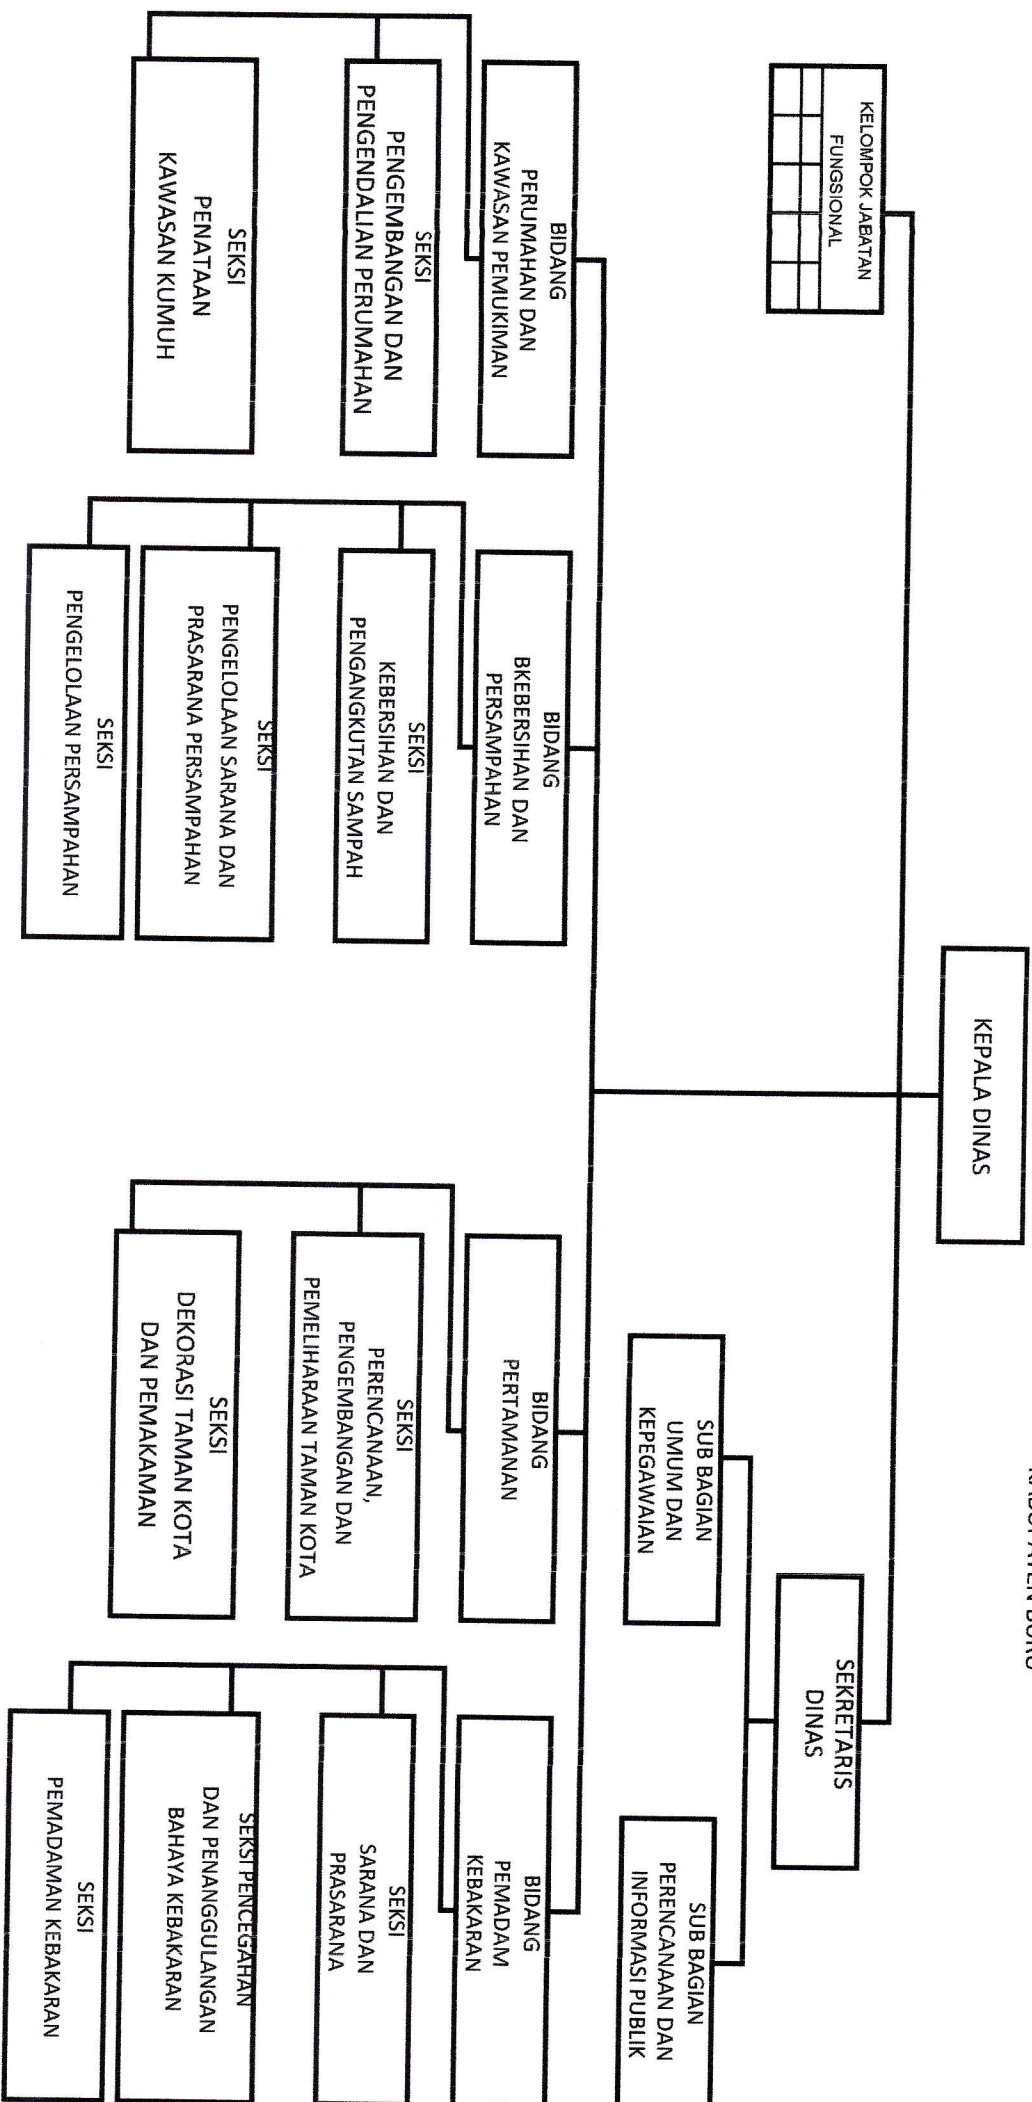 KEPALA DINAS
KELOMPOK JABATAN
FUNGSIONAL
SEKRETARIS
DINAS
SUB BAGIAN
UMUM DAN
KEPEGAWAIAN
SUB BAGIAN
PERENCANAAN DAN
INFORMASI PUBLIK
BIDANG
PERUMAHAN DAN
KAWASAN PEMUKIMAN
SEKSI
PENGEMBANGAN DAN
PENGENDALIAN PERUMAHAN
SEKSI
PENATAAN
KAWASAN KUMUH
BIDANG
BKEBERSIHAN DAN
PERSAMPAHAN
SEKSI
KEBERSIHAN DAN
PENGANGKUTAN SAMPAH
SEKSI
PENGELOLAAN SARANA DAN
PRASARANA PERSAMPAHAN
SEKSI
PENGELOLAAN PERSAMPAHAN
BIDANG
PERTAMANAN
SEKSI
PERENCANAAN,
PENGEMBANGAN DAN
PEMELIHARAAN TAMAN KOTA
SEKSI
DEKORASI TAMAN KOTA
DAN PEMAKAMAN
BIDANG
PEMADAM
KEBAKARAN
SEKSI
SARANA DAN
PRASARANA
SEKSI PENCEGAHAN
DAN PENANGGULANGAN
BAHAYA KEBAKARAN
SEKSI
PEMADAMAN KEBAKARAN